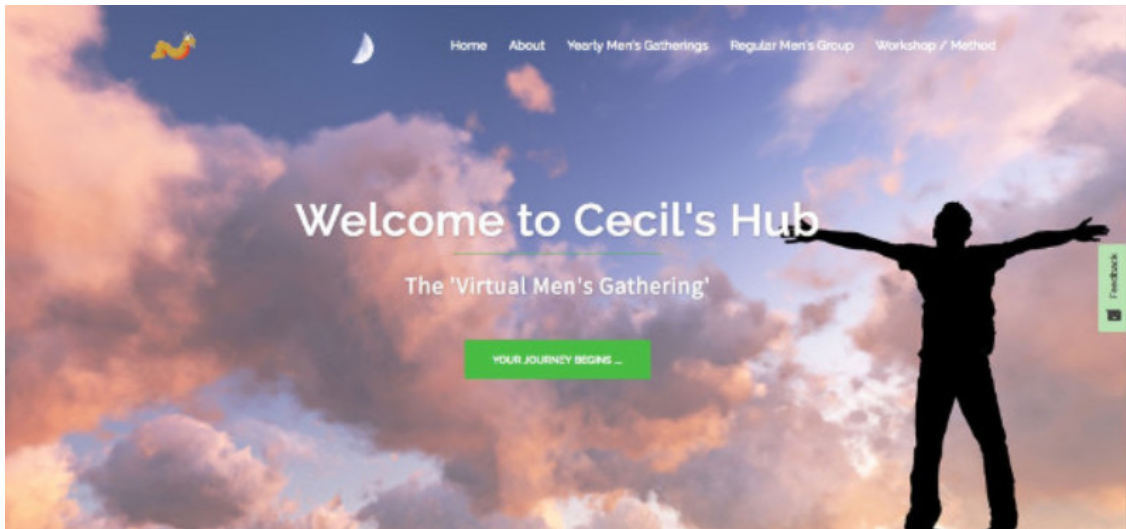 Home About Yearly Men's Gatherings Regular Men's Group Workshop / Method
Welcome to Cecil's Hub
The 'Virtual Men's Gathering'
YOUR JOURNEY BEGINS ...
Feedback